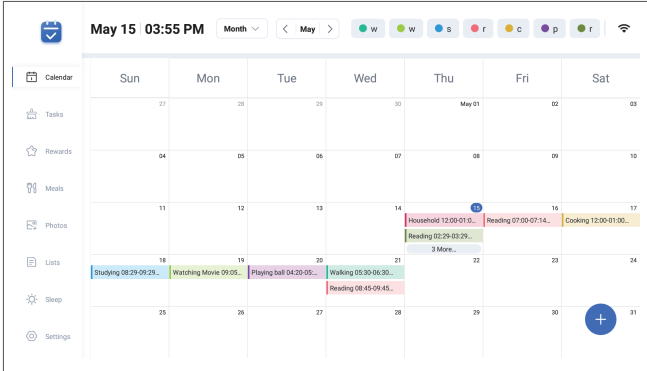 May 15 03:55 PM Month May w w s r c p r
Calendar
Tasks
Rewards
Meals
Photos
Lists
Sleep
Settings
Sun Mon Tue Wed Thu Fri Sat
27 28 29 30 May 01 02 03
04 05 06 07 08 09 10
11 12 13 14 15 16 17
Household 12:00-01:0... Reading 07:00-07:14... Cooking 12:00-01:00...
Reading 02:29-03:29...
3 More...
18 19 20 21 22 23 24
Studying 08:29-09:29... Watching Movie 09:05... Playing ball 04:20-05:... Walking 05:30-06:30...
Reading 08:45-09:45...
25 26 27 28 29 30 31
+